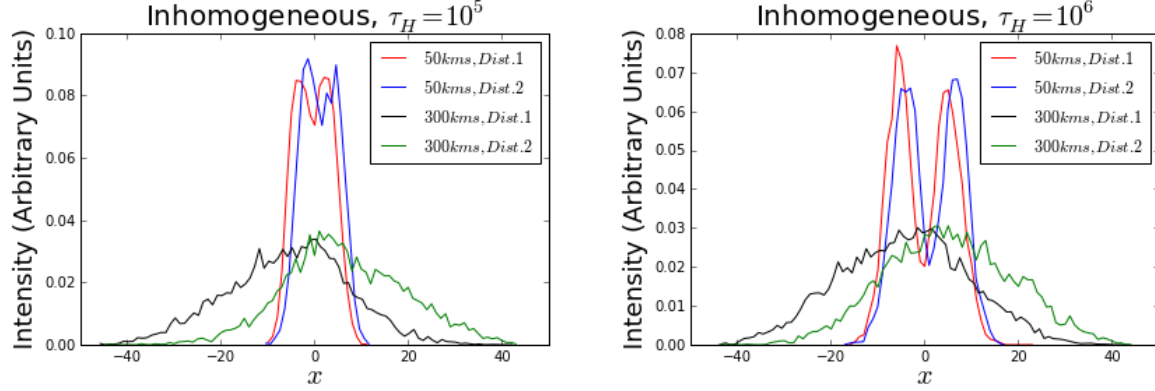 Inhomogeneous, τ_H=10^5
Intensity (Arbitrary Units)
0.10
0.08
0.06
0.04
0.02
0.00
−40
−20
0
20
40
x
50kms, Dist.1
50kms, Dist.2
300kms, Dist.1
300kms, Dist.2
Inhomogeneous, τ_H=10^6
Intensity (Arbitrary Units)
0.08
0.07
0.06
0.05
0.04
0.03
0.02
0.01
0.00
−40
−20
0
20
40
x
50kms, Dist.1
50kms, Dist.2
300kms, Dist.1
300kms, Dist.2